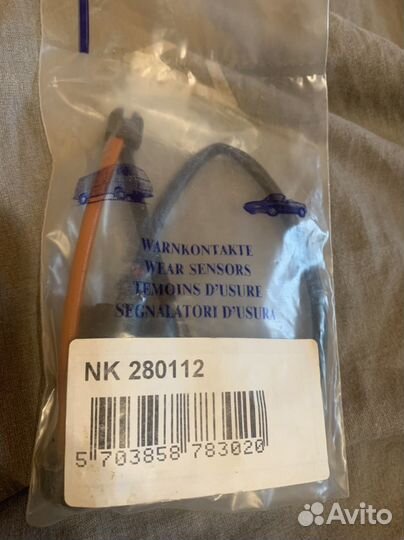 WARNKONTAKTE
WEAR SENSORS
TEMOINS D'USURE
SEGNALATORI D'USURA
NK 280112
5 703858 783020
Avito